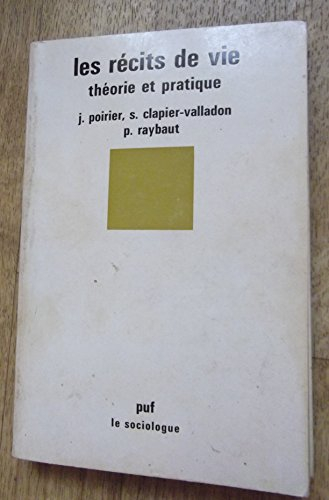 les récits de vie
théorie et pratique
j. poirier, s. clapier-valladon
p. raybaut
puf
le sociologue